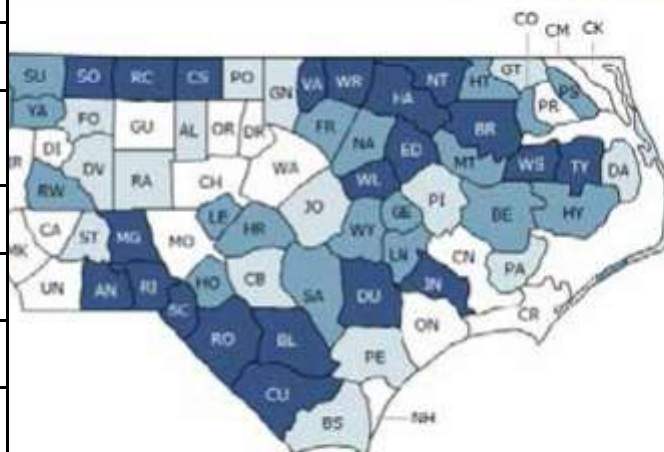 CO CM CK
SU SO RC CS PO GN VA WR HA NT HT GT PS
YA FO GU AL OR DR FR NA BR PR
DI DV RA CH WA ED MT WS TY DA
RW WL PI BE HY
CA ST MG MO LE HR JO WY GE LN CN PA
UN AN RI SC HO CB SA DU JN ON CR
RO BL PE
CU BS NH